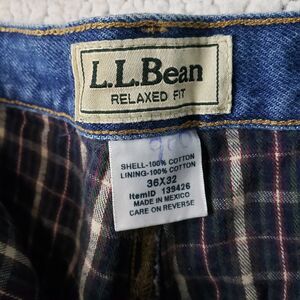 L.L.Bean
RELAXED FIT
SHELL-100% COTTON
LINING-100% COTTON
36X32
ItemID 139426
MADE IN MEXICO
CARE ON REVERSE